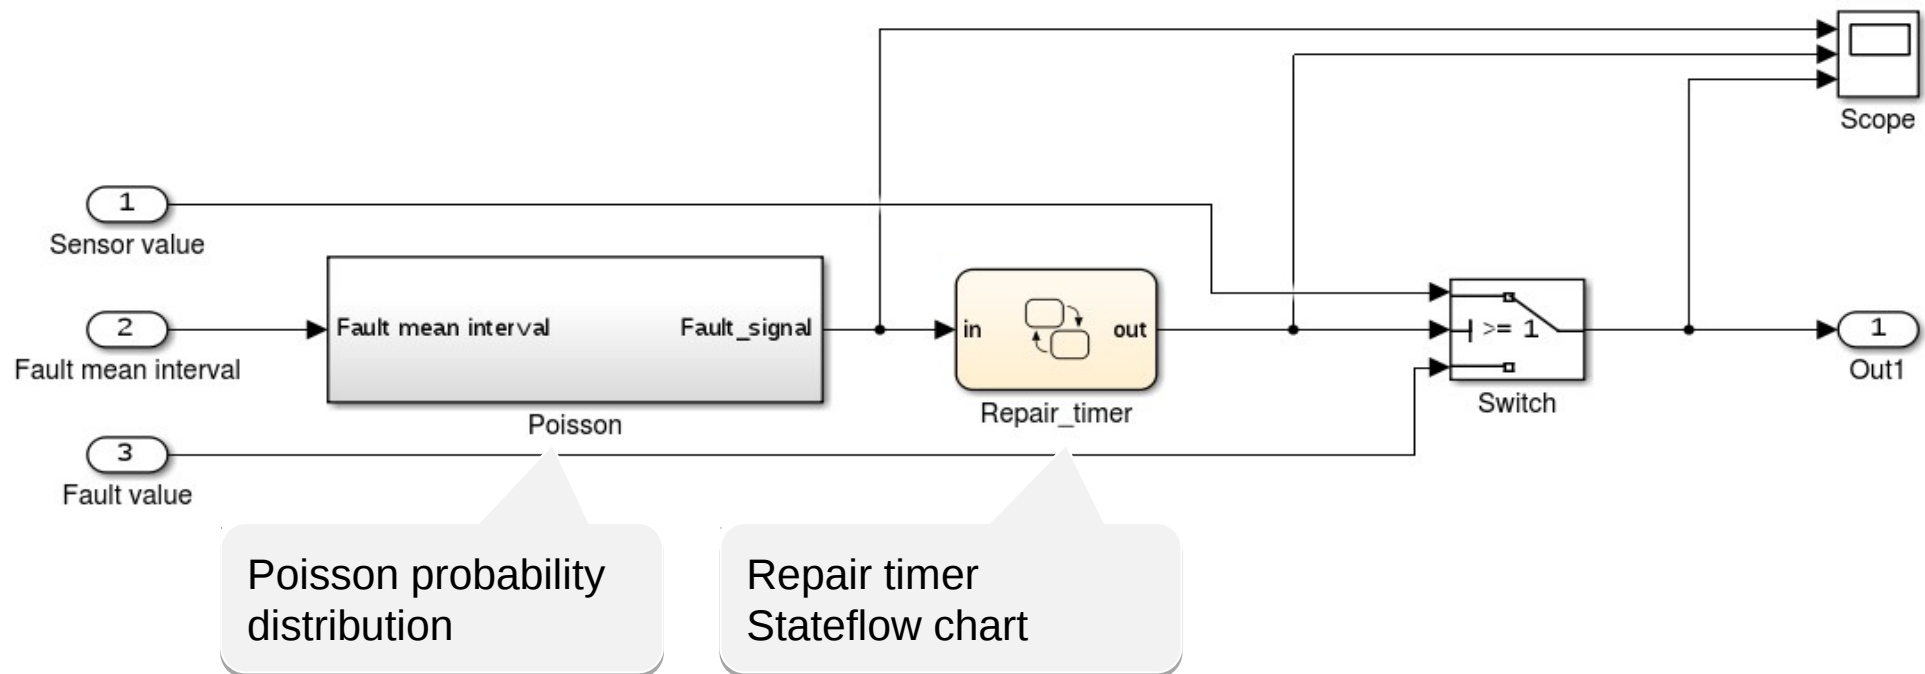 Scope
1
Sensor value
2
Fault mean interval
Fault mean interval
Fault_signal
Poisson
in
out
Repair_timer
>= 1
Switch
1
Out1
3
Fault value
Poisson probability
distribution
Repair timer
Stateflow chart